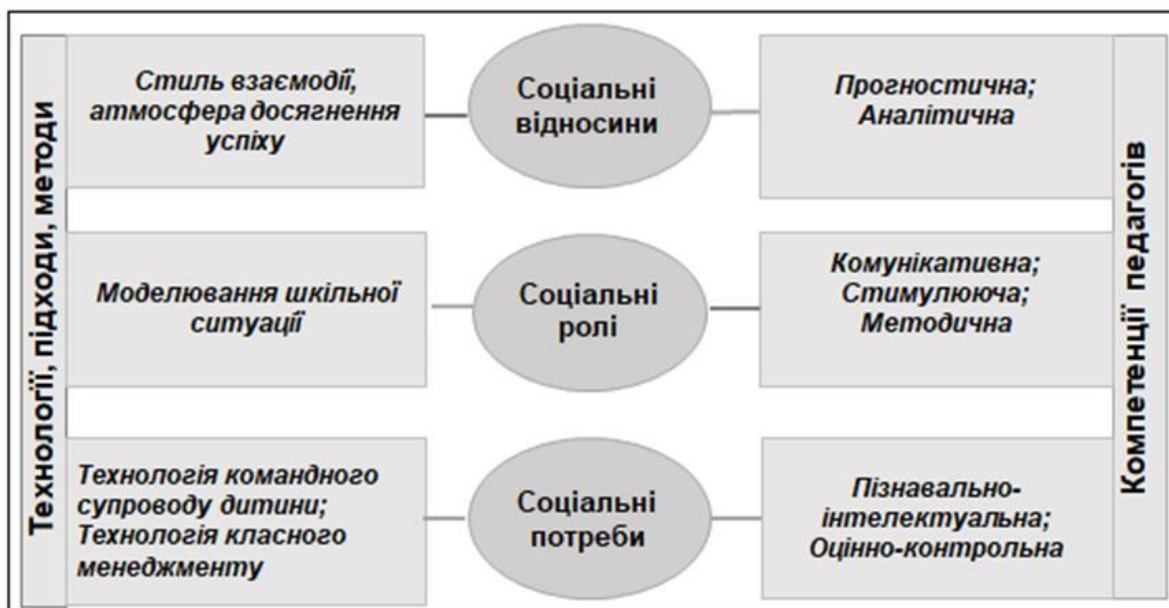 Технології, підходи, методи
Стиль взаємодії,
атмосфера досягнення
успіху
Соціальні
відносини
Прогностична;
Аналітична
Моделювання шкільної
ситуації
Соціальні
ролі
Комунікативна;
Стимулююча;
Методична
Технологія командного
супроводу дитини;
Технологія класного
менеджменту
Соціальні
потреби
Пізнавально-
інтелектуальна;
Оцінно-контрольна
Компетенції педагогів